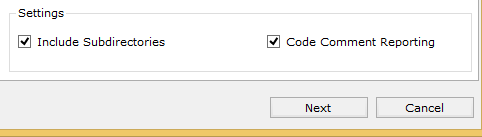 Settings
Include Subdirectories Code Comment Reporting
Next Cancel